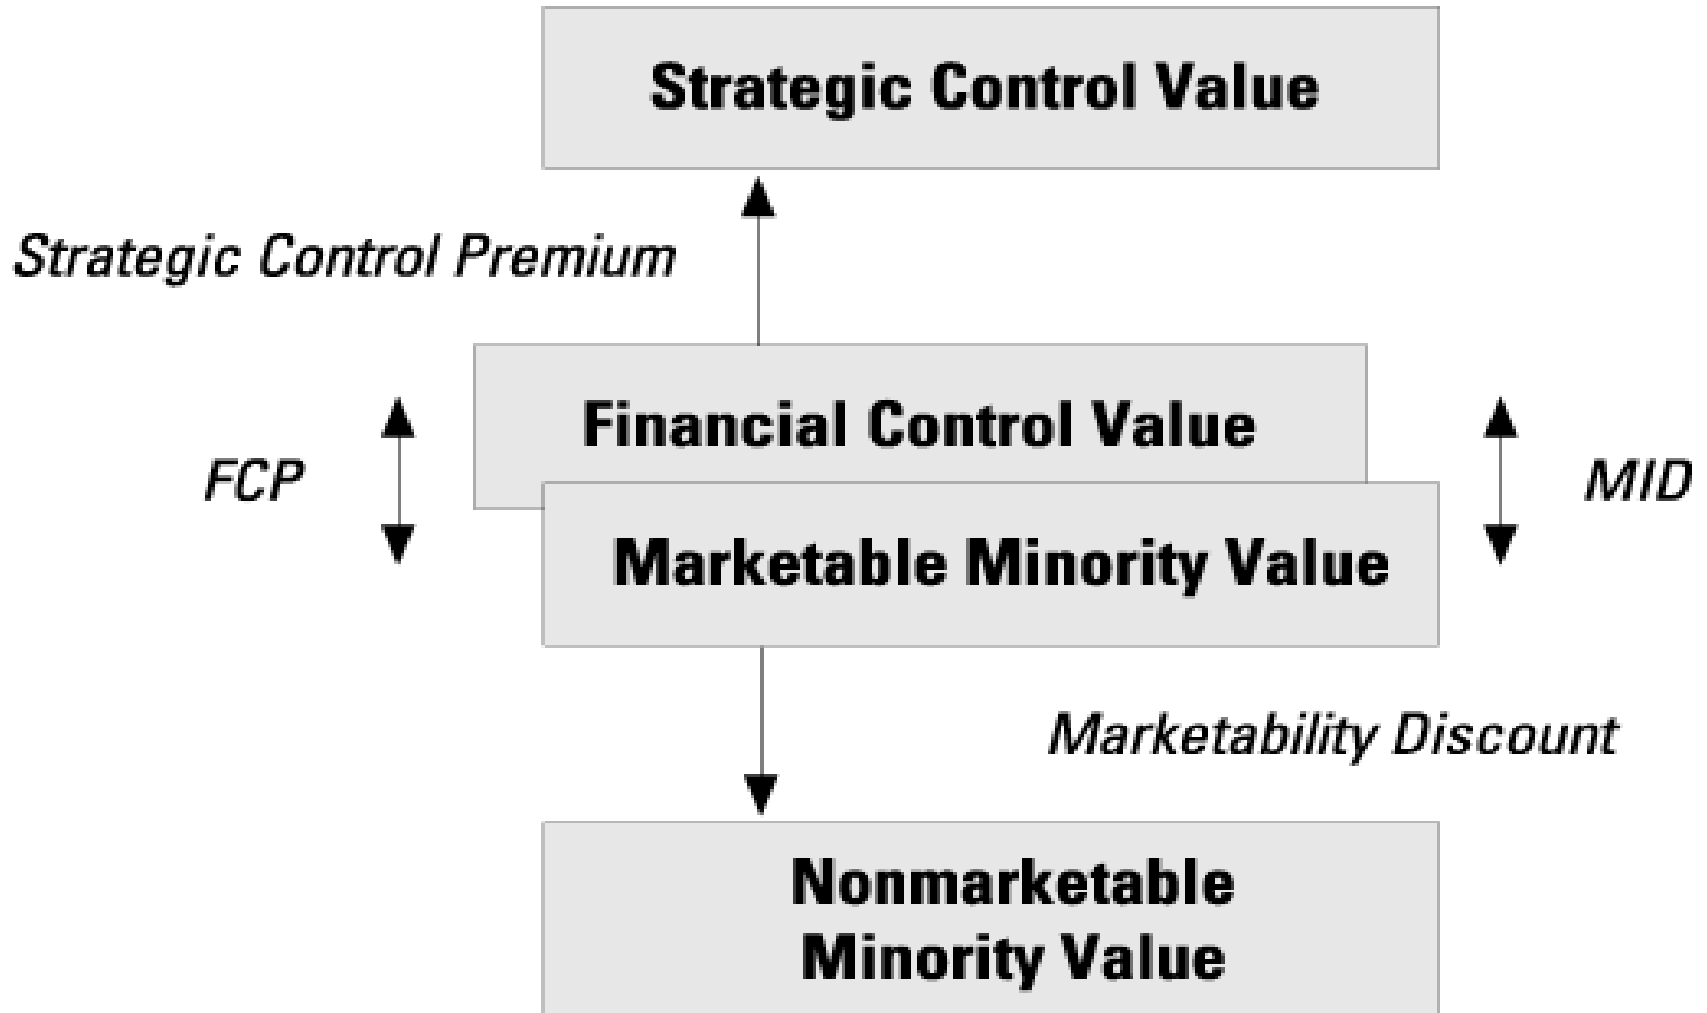 Strategic Control Value
Strategic Control Premium
Financial Control Value
FCP
MID
Marketable Minority Value
Marketability Discount
Nonmarketable
Minority Value